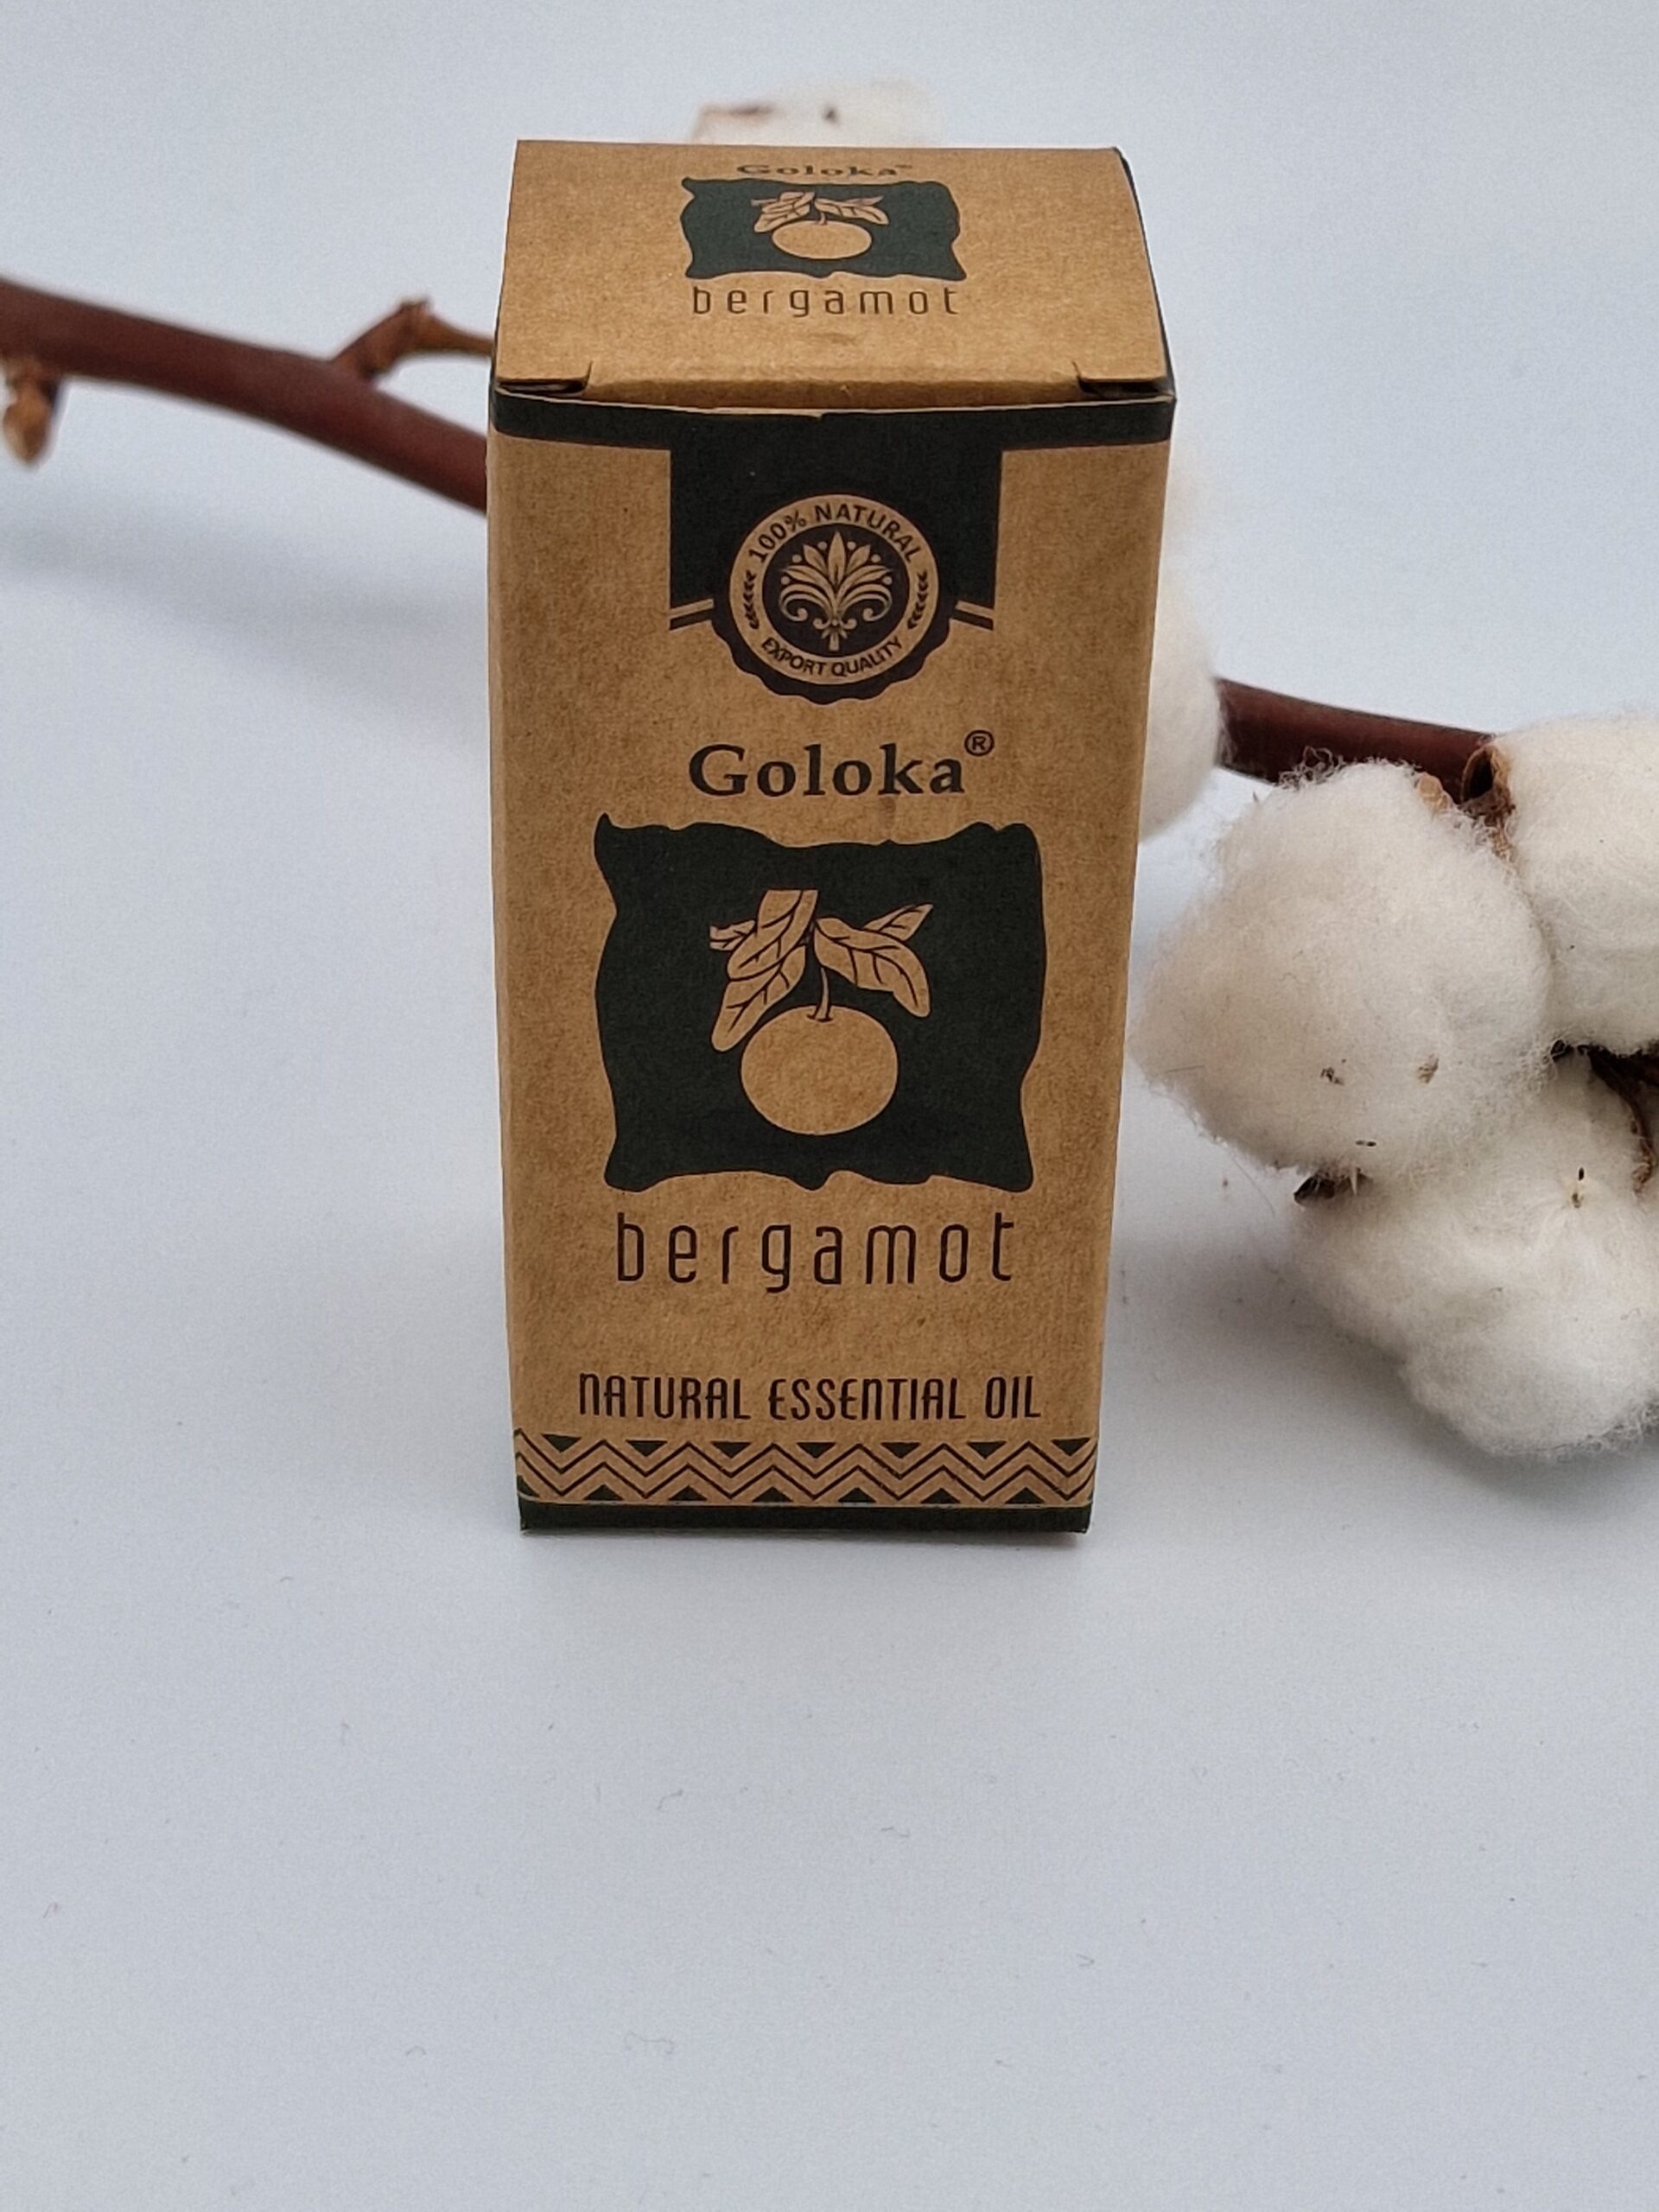 Goloka
bergamot
100% NATURAL
EXPORT QUALITY
Goloka®
bergamot
NATURAL ESSENTIAL OIL